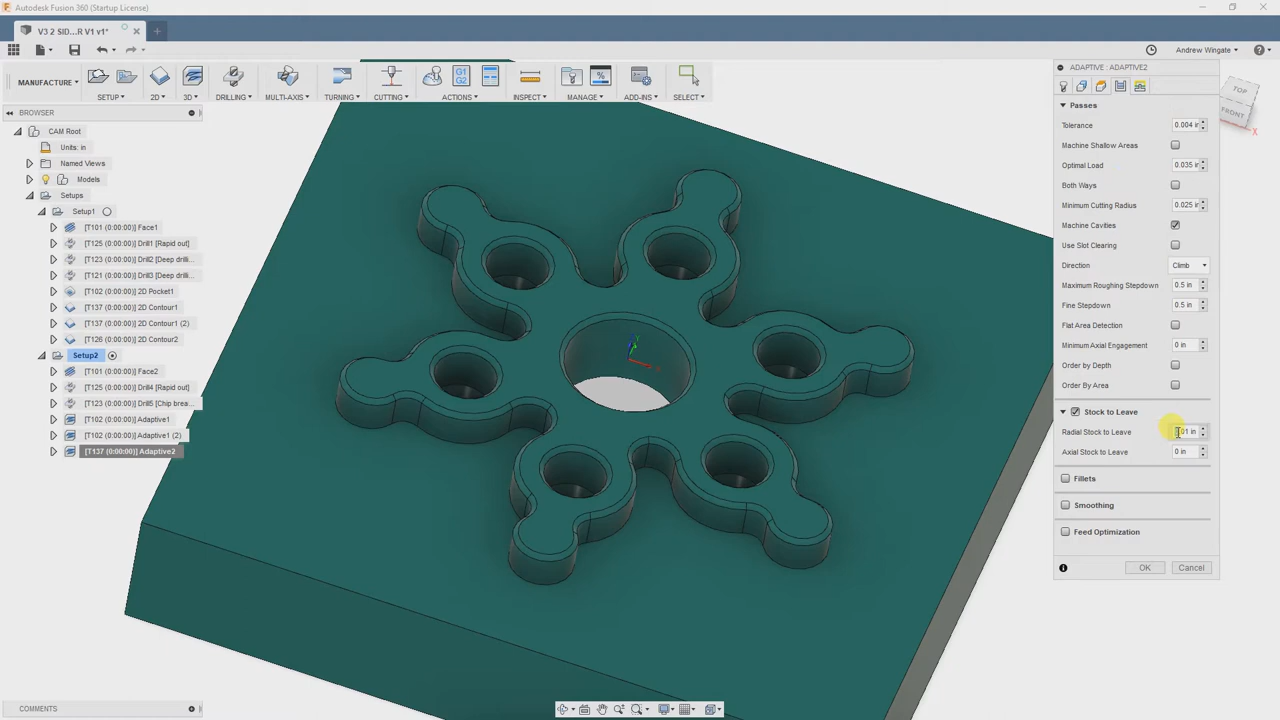 Autodesk Fusion 360 (Startup License)
V3 2 SID...R V1 v1*
Andrew Wingate
MANUFACTURE
SETUP
2D
3D
DRILLING
MULTI-AXIS
TURNING
CUTTING
ACTIONS
INSPECT
MANAGE
ADD-INS
SELECT
G1
G2
BROWSER
CAM Root
Units: in
Named Views
Models
Setups
Setup1
[T101 (0:00:00)] Face1
[T125 (0:00:00)] Drill1 [Rapid out]
[T123 (0:00:00)] Drill2 [Deep drilli...
[T121 (0:00:00)] Drill3 [Deep drilli...
[T102 (0:00:00)] 2D Pocket1
[T137 (0:00:00)] 2D Contour1
[T137 (0:00:00)] 2D Contour1 (2)
[T126 (0:00:00)] 2D Contour2
Setup2
[T101 (0:00:00)] Face2
[T125 (0:00:00)] Drill4 [Rapid out]
[T123 (0:00:00)] Drill5 [Chip brea...
[T102 (0:00:00)] Adaptive1
[T102 (0:00:00)] Adaptive1 (2)
[T137 (0:00:00)] Adaptive2
COMMENTS
TOP
FRONT
X
ADAPTIVE : ADAPTIVE2
Passes
Tolerance 0.004 in
Machine Shallow Areas
Optimal Load 0.035 in
Both Ways
Minimum Cutting Radius 0.025 in
Machine Cavities
Use Slot Clearing
Direction Climb
Maximum Roughing Stepdown 0.5 in
Fine Stepdown 0.5 in
Flat Area Detection
Minimum Axial Engagement 0 in
Order by Depth
Order By Area
Stock to Leave
Radial Stock to Leave in
Axial Stock to Leave 0 in
Fillets
Smoothing
Feed Optimization
OK Cancel